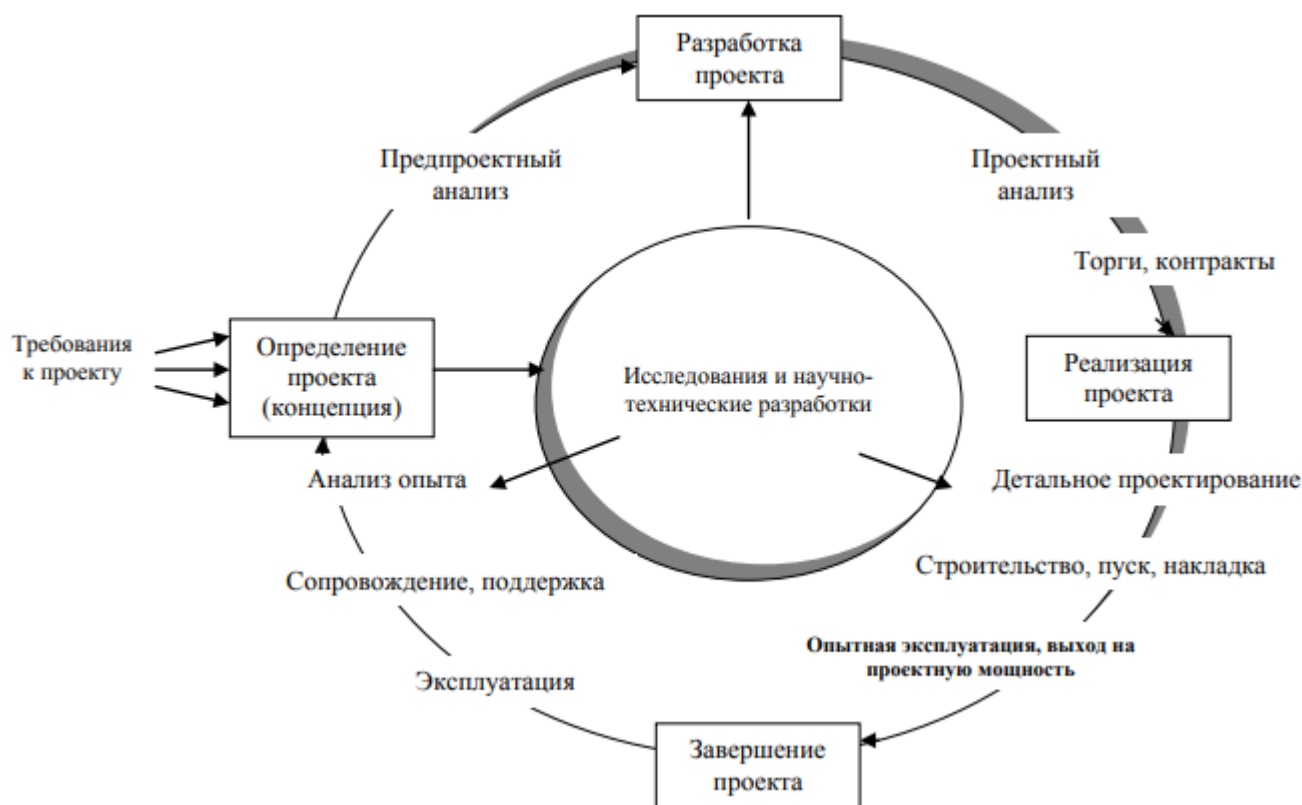 Разработка
проекта
Предпроектный
анализ
Проектный
анализ
Торги, контракты
Требования
к проекту
Определение
проекта
(концепция)
Исследования и научно-
технические разработки
Реализация
проекта
Анализ опыта
Детальное проектирование
Сопровождение, поддержка
Строительство, пуск, накладка
Опытная эксплуатация, выход на
проектную мощность
Эксплуатация
Завершение
проекта